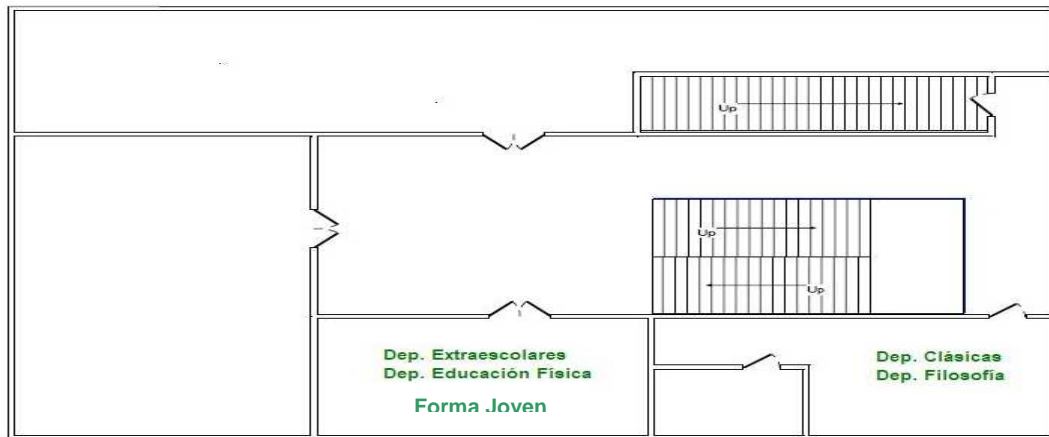 Up
Up
Up
Dep. Extraescolares
Dep. Educación Física
Forma Joven
Dep. Clásicas
Dep. Filosofía